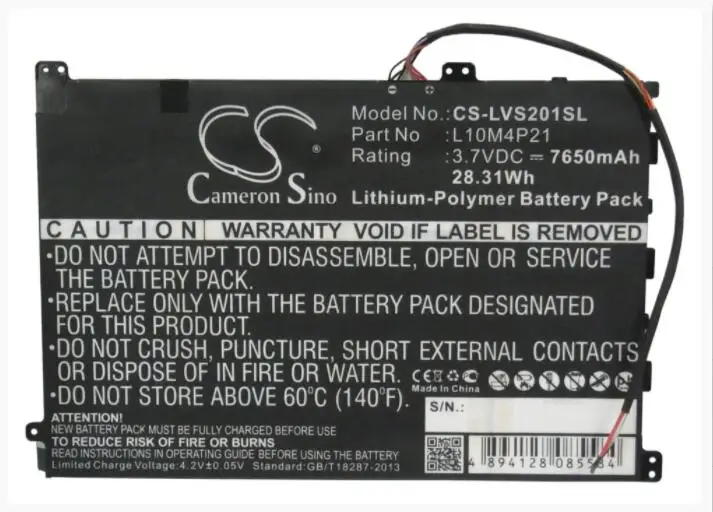 CS
®
Cameron Sino
Model No.:CS-LVS201SL
Part No :L10M4P21
Rating :3.7VDC ⎓ 7650mAh
28.31Wh
Lithium-Polymer Battery Pack
CAUTION WARRANTY VOID IF LABEL IS REMOVED
•DO NOT ATTEMPT TO DISASSEMBLE, OPEN OR SERVICE
THE BATTERY PACK.
•REPLACE ONLY WITH THE BATTERY PACK DESIGNATED
FOR THIS PRODUCT.
•DO NOT CRUSH, PUNCTURE, SHORT EXTERNAL CONTACTS
OR DISPOSE OF IN FIRE OR WATER.
•DO NOT STORE ABOVE 60°C (140°F).
CE
Made In China
ATTENTION!
NEW BATTERY PACK MUST BE FULLY CHARGED BEFORE USE
TO REDUCE RISK OF FIRE OR BURNS
READ INSTRUCTIONS IN OPERATING GUIDE BEFORE USE
Limited Charge Voltage:4.2V±0.05V Standard:GB/T18287-2013
S/N.:
4 894128 085584